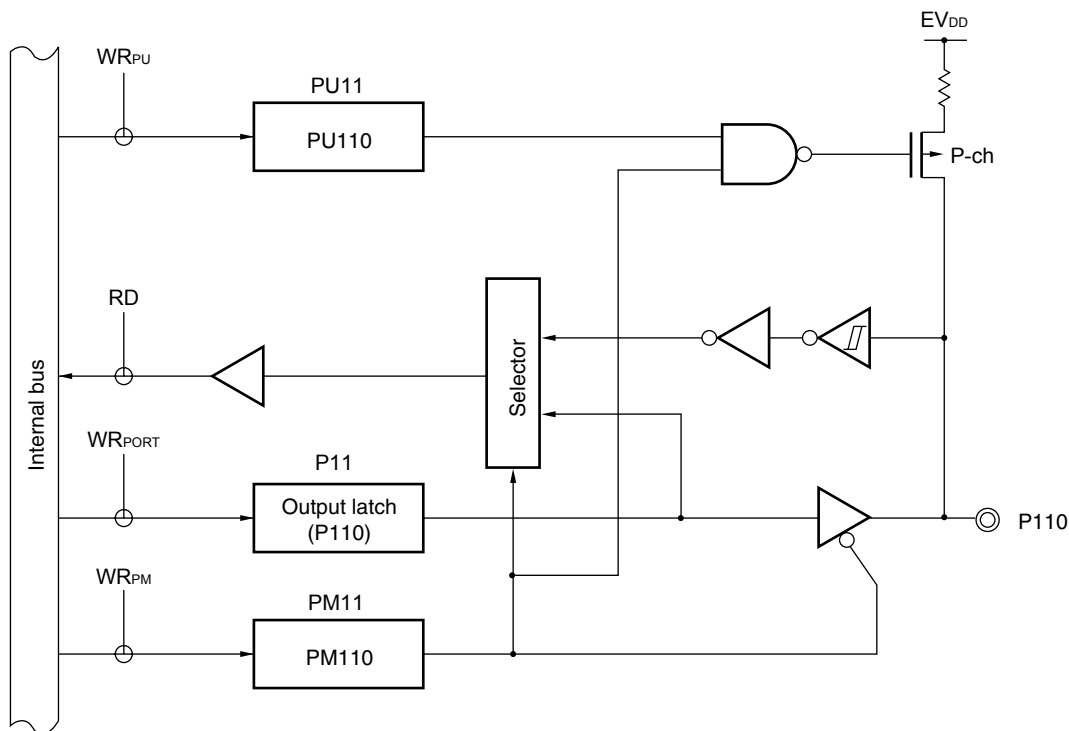 EVDD
WRPU
PU11
PU110
P-ch
RD
Selector
Internal bus
WRPORT
P11
Output latch
(P110)
P110
WRPM
PM11
PM110